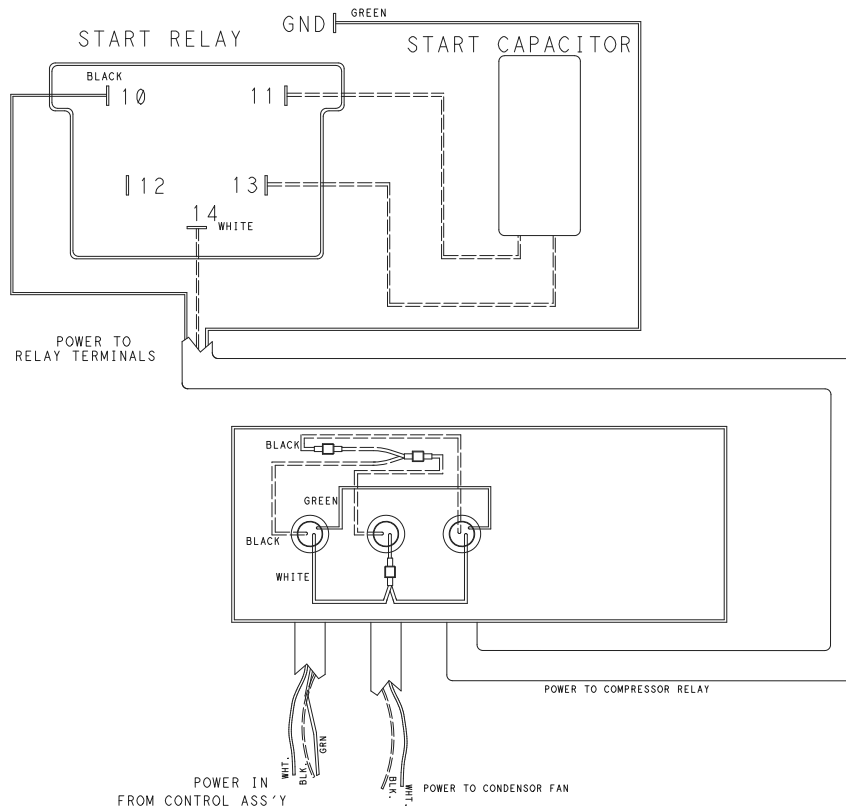 GND
GREEN
START RELAY
START CAPACITOR
BLACK
10
11
12
13
14
WHITE
POWER TO
RELAY TERMINALS
BLACK
GREEN
BLACK
WHITE
POWER TO COMPRESSOR RELAY
WHT.
BLK.
GRN
BLK.
WHT.
POWER IN
FROM CONTROL ASS'Y
POWER TO CONDENSOR FAN